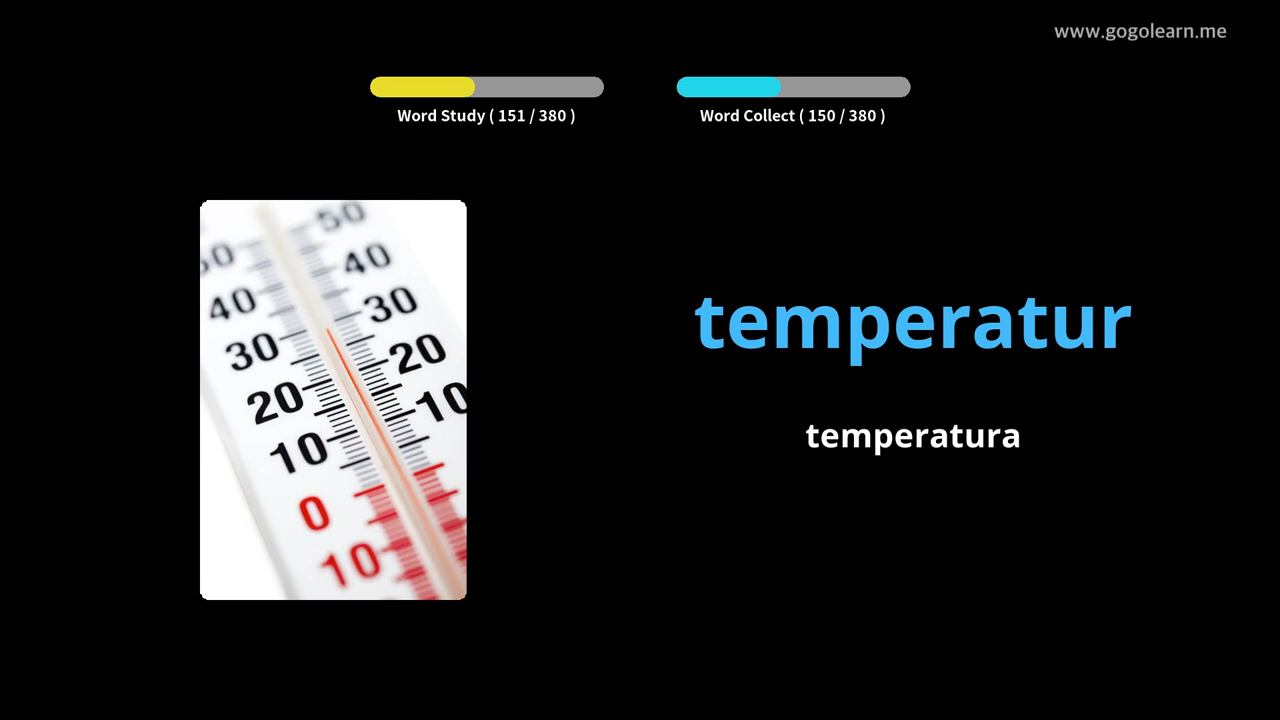 www.gogolearn.me
Word Study ( 151 / 380 )
Word Collect ( 150 / 380 )
50
50
40
40
30
30
20
20
10
10
0
10
temperatur
temperatura